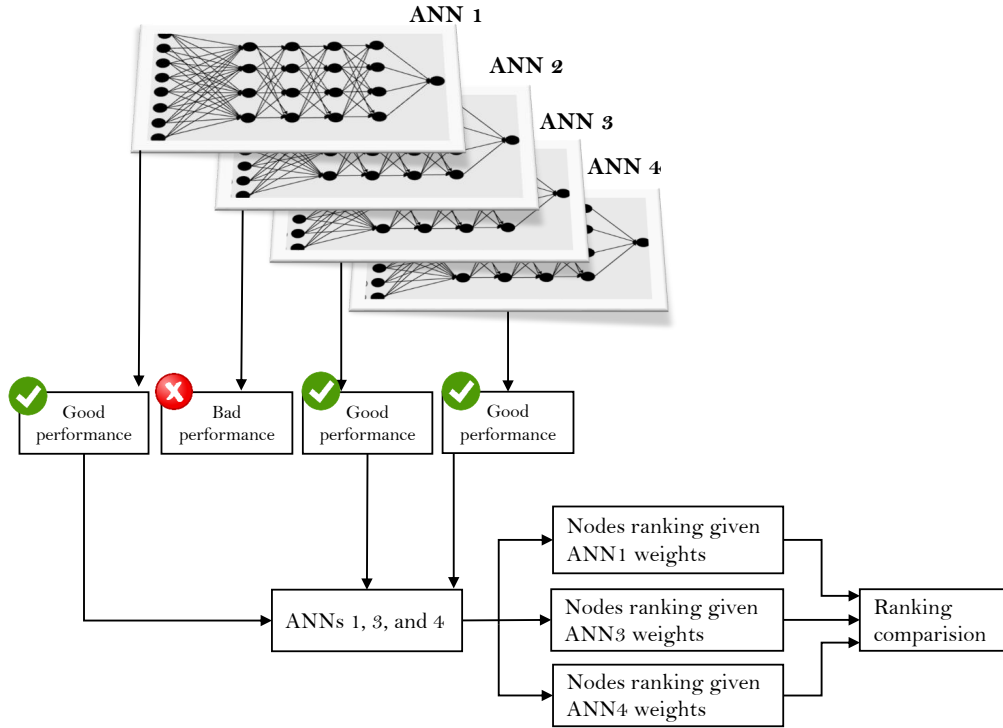 ANN 1
ANN 2
ANN 3
ANN 4
Good
performance
Bad
performance
Good
performance
Good
performance
Nodes ranking given
ANN1 weights
ANNs 1, 3, and 4
Nodes ranking given
ANN3 weights
Ranking
comparision
Nodes ranking given
ANN4 weights